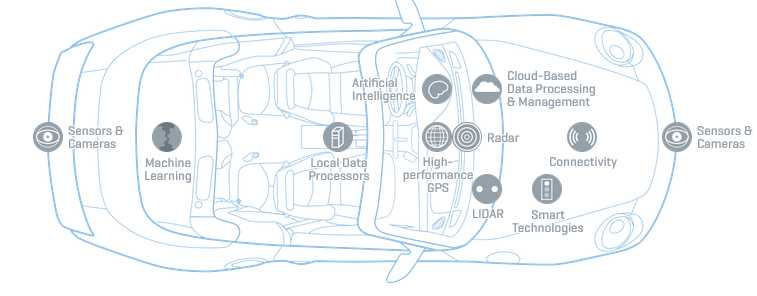 Artificial
Intelligence
Cloud-Based
Data Processing
& Management
Sensors &
Cameras
Machine
Learning
Local Data
Processors
High-
performance
GPS
Radar
Connectivity
Sensors &
Cameras
LIDAR
Smart
Technologies